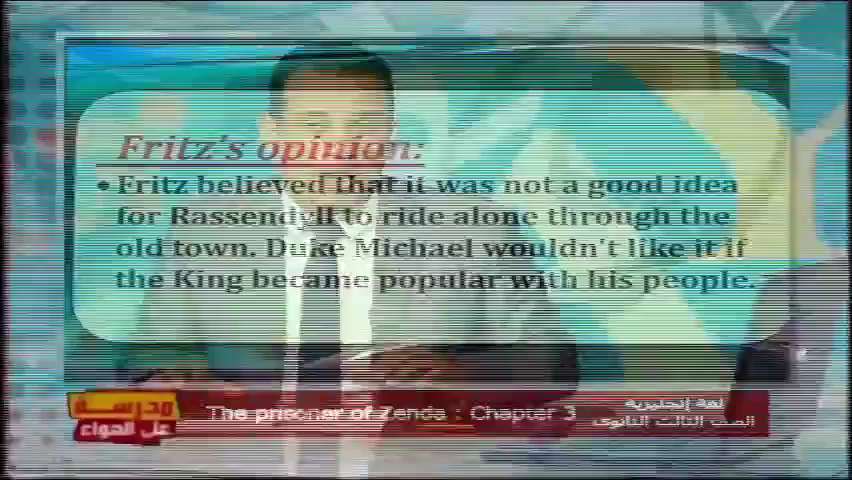 Fritz's opinion:
• Fritz believed that it was not a good idea
for Rassendyll to ride alone through the
old town. Duke Michael wouldn't like it if
the King became popular with his people.
مدرسة
على الهواء
The prisoner of Zenda : Chapter 3
لغة إنجليزية
الصف الثالث الثانوى